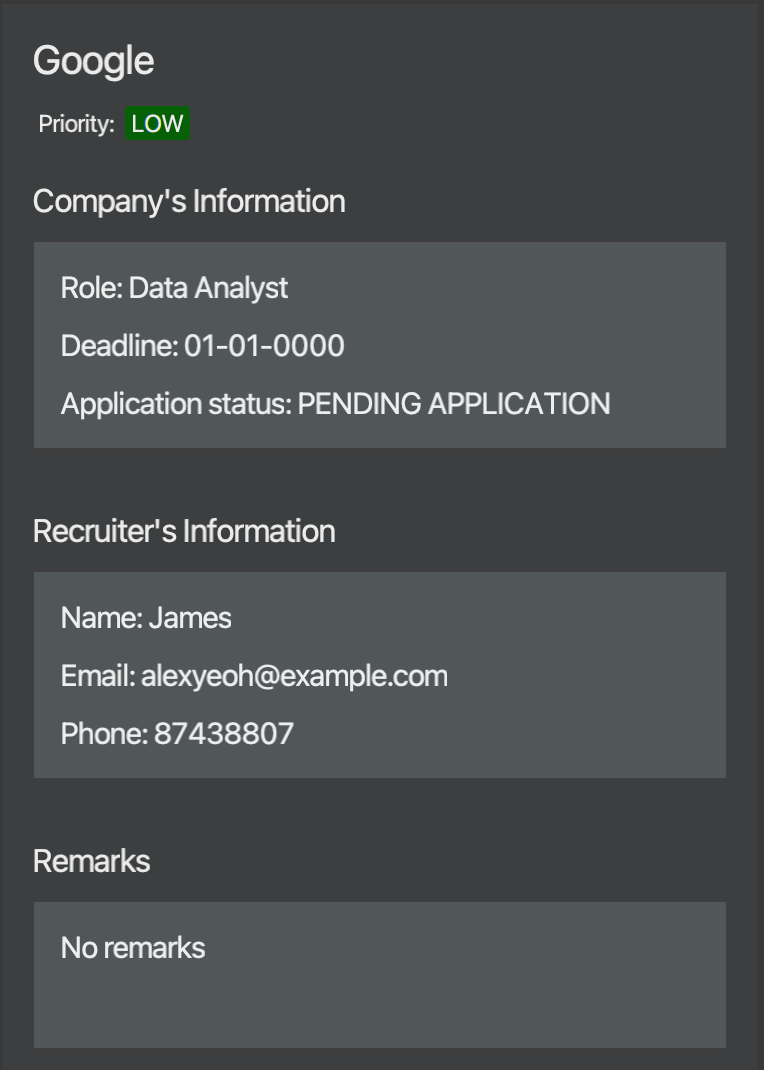 Google
Priority: LOW
Company's Information
Role: Data Analyst
Deadline: 01-01-0000
Application status: PENDING APPLICATION
Recruiter's Information
Name: James
Email: alexyeoh@example.com
Phone: 87438807
Remarks
No remarks